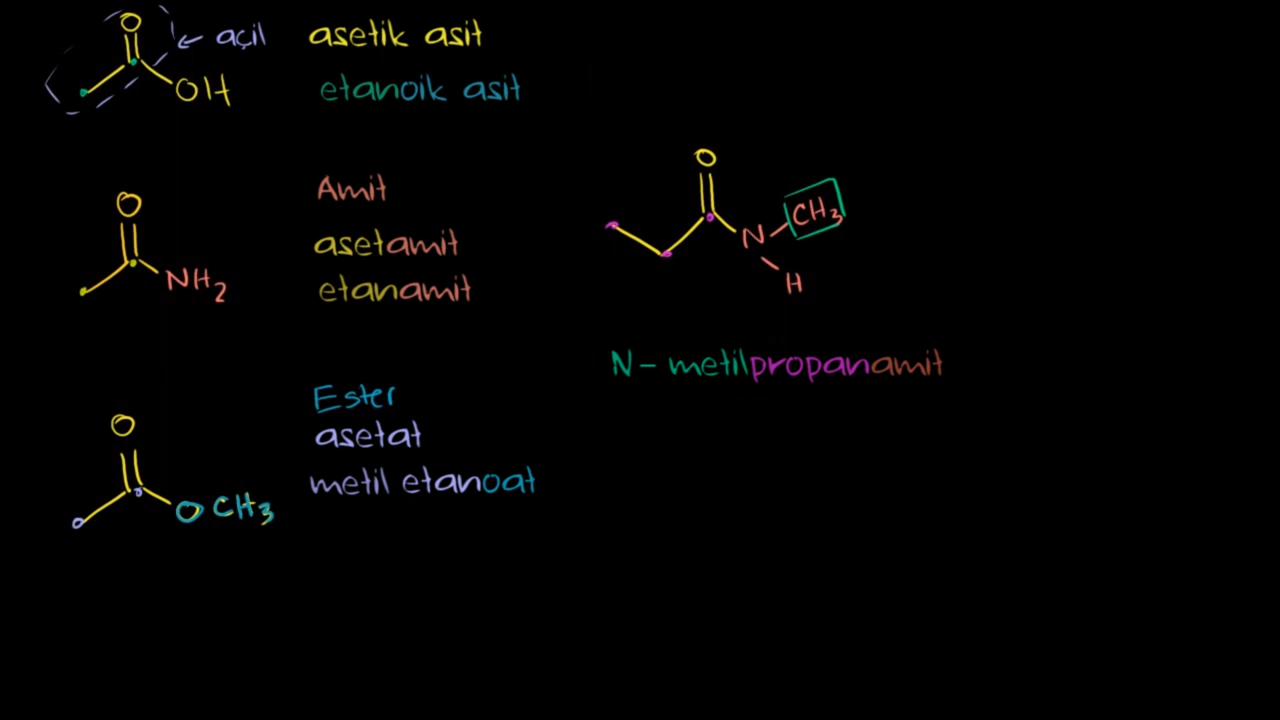 O
açil
asetik asit
OH
etanoik asit
O
Amit
asetamit
NH2
etanamit
O
CH3
N
H
N - metilpropanamit
Ester
O
asetat
metil etanoat
O CH3